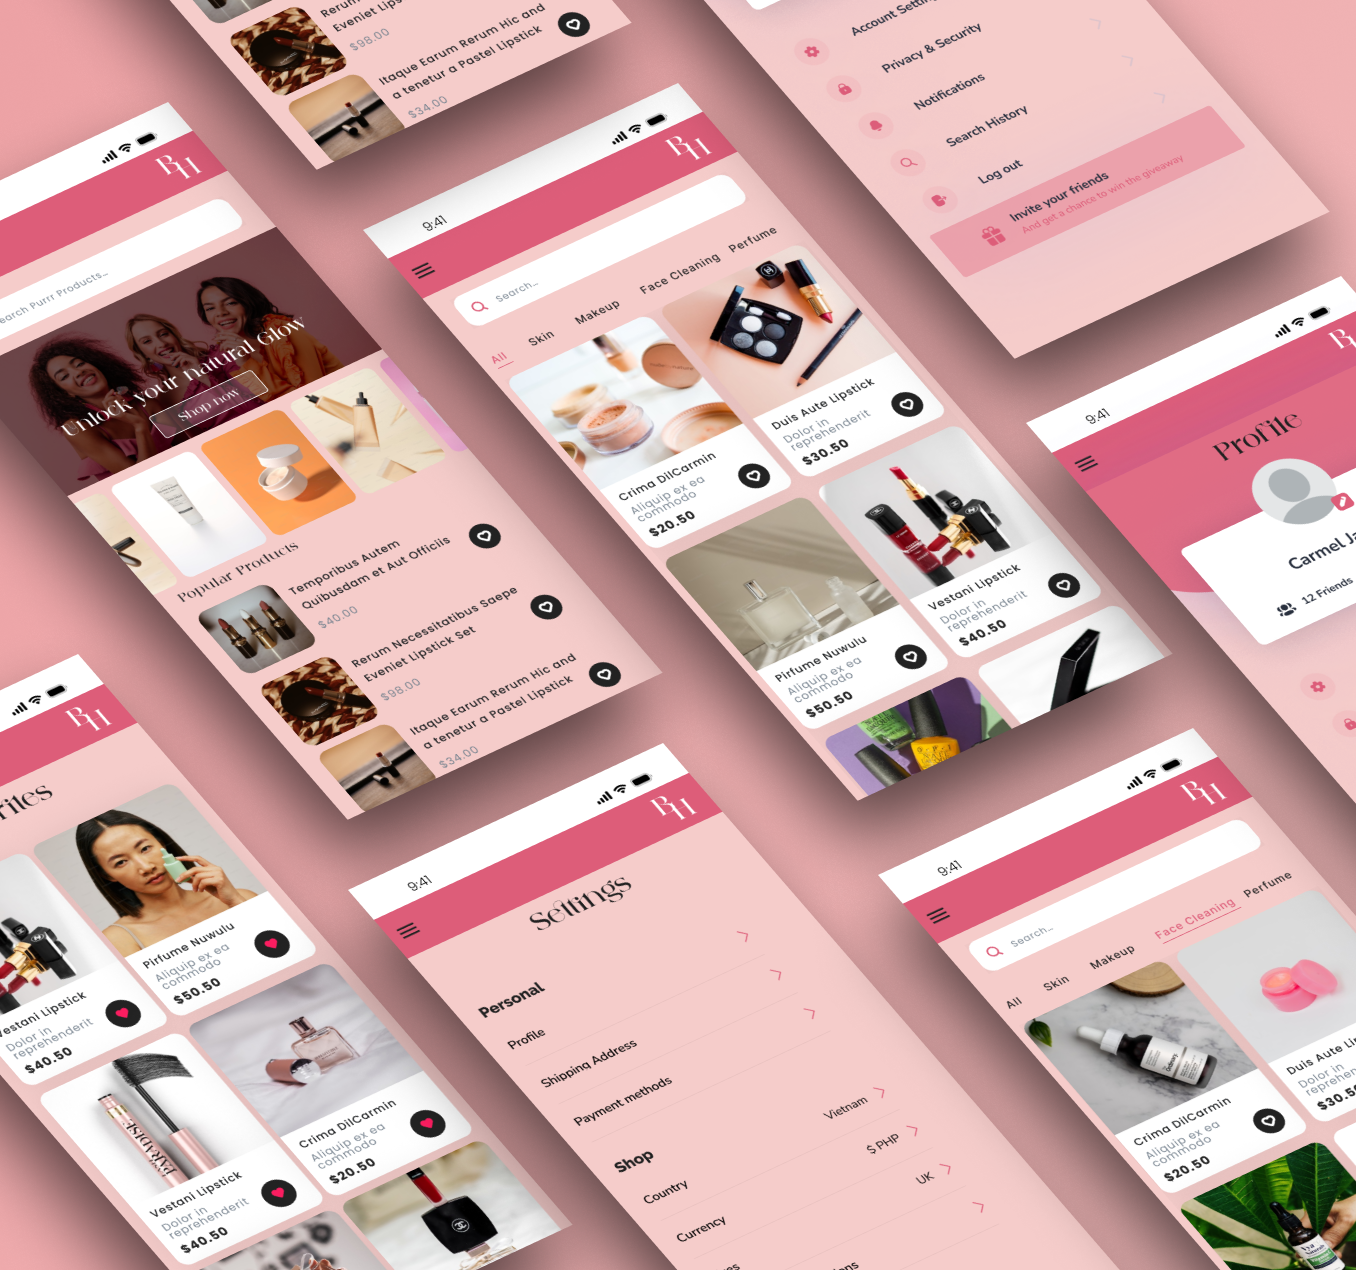 Eveniet Lips
$98.00
Itaque Earum Rerum Hic and
a tenetur a Pastel Lipstick
$34.00
Account Settin
Privacy & Security
Notifications
Search History
Log out
Invite your friends
And get a chance to win the giveaway
RH
earch Purrr Products...
Unlock your natural Glow
Shop now
Popular Products
Temporibus Autem
Quibusdam et Aut Officiis
$40.00
Rerum Necessitatibus Saepe
Eveniet Lipstick Set
$98.00
Itaque Earum Rerum Hic and
a tenetur a Pastel Lipstick
$34.00
9:41
RH
Search...
All
Skin
Makeup
Face Cleaning
Perfume
Crima DilCarmin
Aliquip ex ea
commodo
$20.50
Duis Aute Lipstick
Dolor in
reprehenderit
$30.50
Pirfume Nuwulu
Aliquip ex ea
commodo
$50.50
Vestani Lipstick
Dolor in
reprehenderit
$40.50
9:41
Profile
Carmel Ja
12 Friends
RH
rites
Vestani Lipstick
Dolor in
reprehenderit
$40.50
Pirfume Nuwulu
Aliquip ex ea
commodo
$50.50
PARADISE
Vestani Lipstick
Dolor in
reprehenderit
$40.50
Crima DilCarmin
Aliquip ex ea
commodo
$20.50
9:41
RH
Settings
Personal
Profile
Shipping Address
Payment methods
Shop
Country
Vietnam
Currency
$ PHP
UK
9:41
RH
Search...
All
Skin
Makeup
Face Cleaning
Perfume
Crima DilCarmin
Aliquip ex ea
commodo
$20.50
Duis Aute Li
Dolor in
reprehen
$30.50